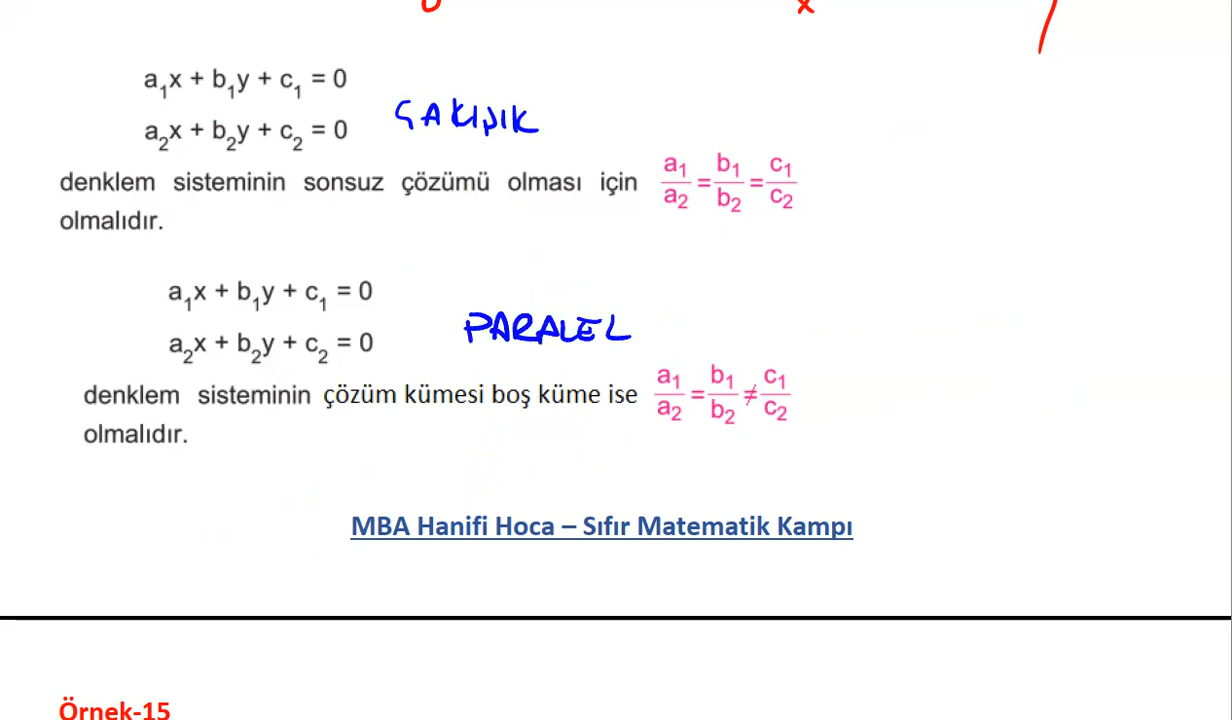 a₁x + b₁y + c₁ = 0
a₂x + b₂y + c₂ = 0
ÇAKIŞIK
denklem sisteminin sonsuz çözümü olması için a₁/a₂ = b₁/b₂ = c₁/c₂
olmalıdır.
a₁x + b₁y + c₁ = 0
a₂x + b₂y + c₂ = 0
PARALEL
denklem sisteminin çözüm kümesi boş küme ise a₁/a₂ = b₁/b₂ ≠ c₁/c₂
olmalıdır.
MBA Hanifi Hoca – Sıfır Matematik Kampı
Örnek-15